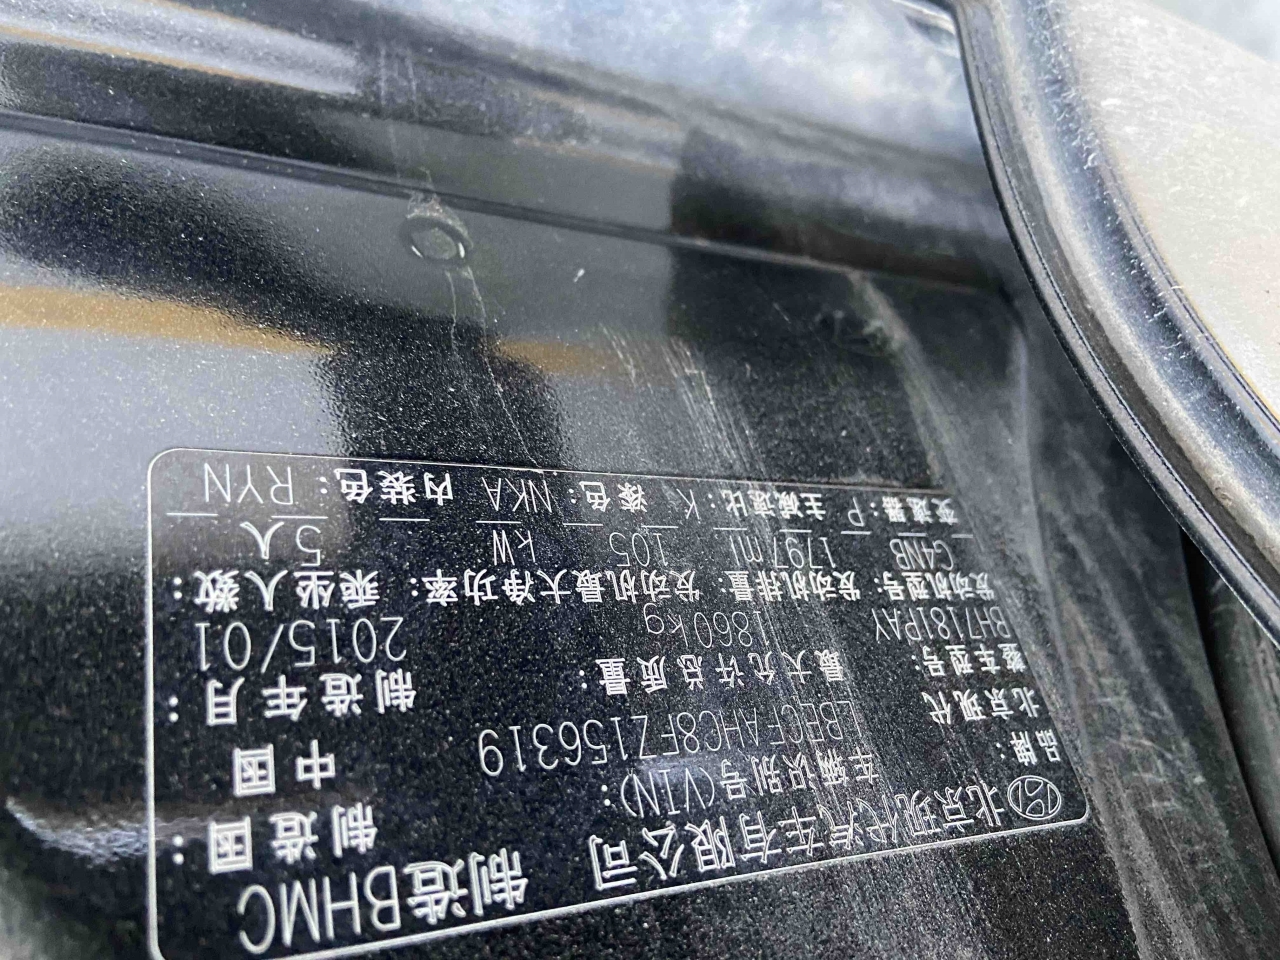 北京现代汽车有限公司 制造BHMC
品牌: 车辆识别号(VIN): 制造国:
北京现代 LBECFAHC8FZ156319 中国
整车型号: 最大允许总质量: 制造年月:
BH7181PAY 1860kg 2015/01
发动机型号: 发动机排量: 发动机最大净功率: 乘坐人数:
C4NB 1797ml 105 kW 5人
变速器:P 主减速比:K 漆色:NKA 内装色:RYN